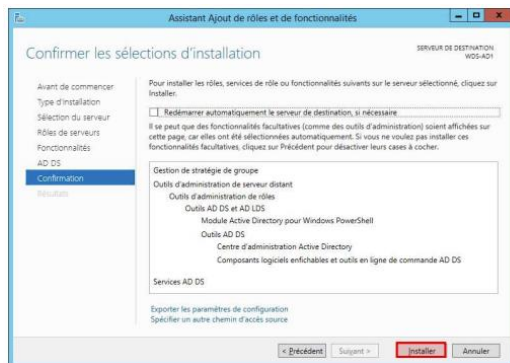 Assistant Ajout de rôles et de fonctionnalités
Confirmer les sélections d'installation
SERVEUR DE DESTINATION
WDS-AD1
Avant de commencer
Type d'installation
Sélection du serveur
Rôles de serveurs
Fonctionnalités
AD DS
Confirmation
Résultats
Pour installer les rôles, services de rôle ou fonctionnalités suivants sur le serveur sélectionné, cliquez sur
Installer.
Redémarrer automatiquement le serveur de destination, si nécessaire
Il se peut que des fonctionnalités facultatives (comme des outils d'administration) soient affichées sur
cette page, car elles ont été sélectionnées automatiquement. Si vous ne voulez pas installer ces
fonctionnalités facultatives, cliquez sur Précédent pour désactiver leurs cases à cocher.
Gestion de stratégie de groupe
Outils d'administration de serveur distant
Outils d'administration de rôles
Outils AD DS et AD LDS
Module Active Directory pour Windows PowerShell
Outils AD DS
Centre d'administration Active Directory
Composants logiciels enfichables et outils en ligne de commande AD DS
Services AD DS
Exporter les paramètres de configuration
Spécifier un autre chemin d'accès source
< Précédent Suivant > Installer Annuler